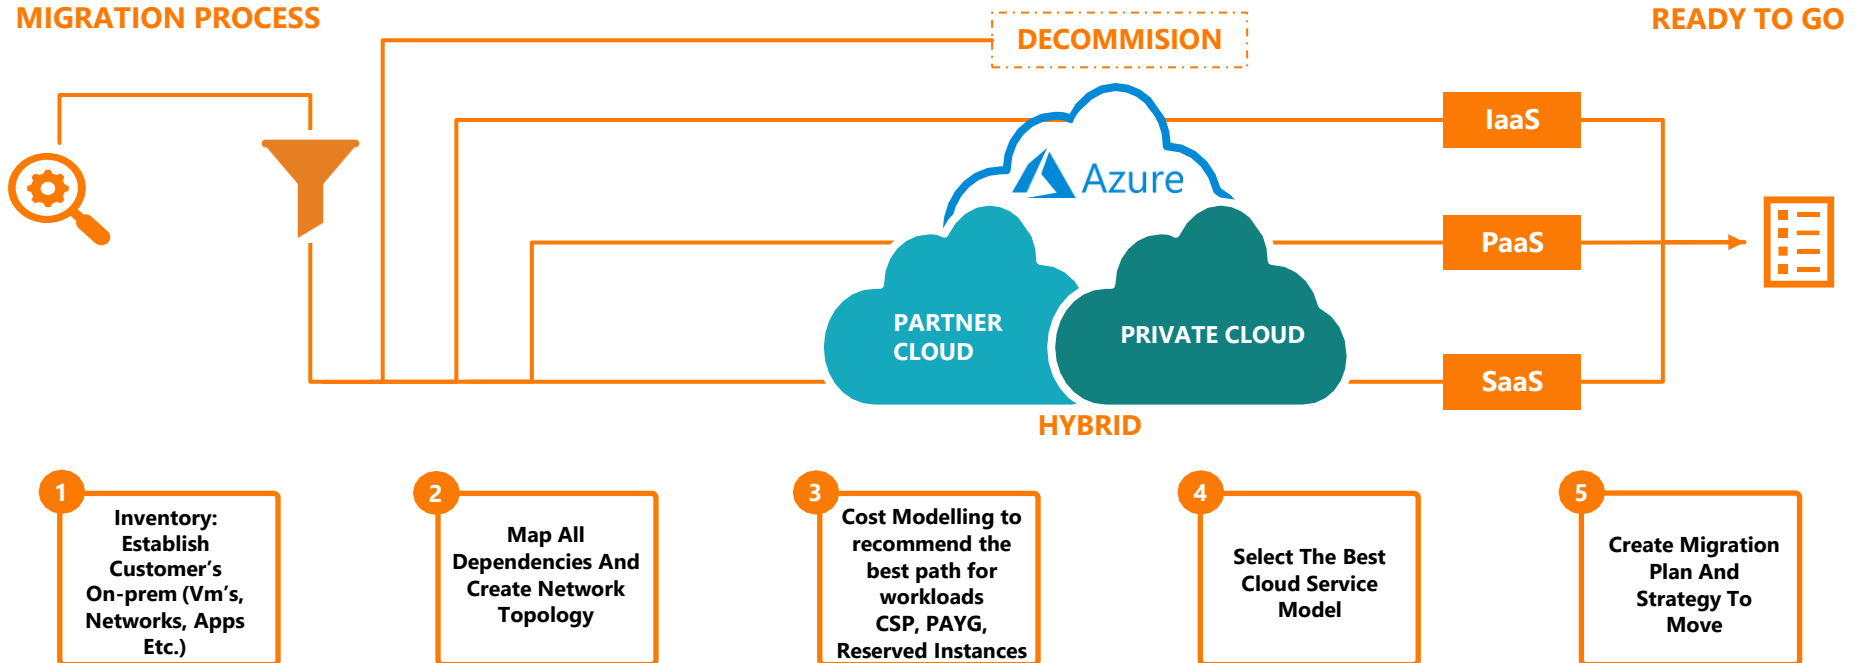 MIGRATION PROCESS
READY TO GO
DECOMMISION
IaaS
Azure
PaaS
PARTNER
CLOUD
PRIVATE CLOUD
SaaS
HYBRID
1
Inventory:
Establish
Customer’s
On-prem (Vm’s,
Networks, Apps
Etc.)
2
Map All
Dependencies And
Create Network
Topology
3
Cost Modelling to
recommend the
best path for
workloads
CSP, PAYG,
Reserved Instances
4
Select The Best
Cloud Service
Model
5
Create Migration
Plan And
Strategy To
Move